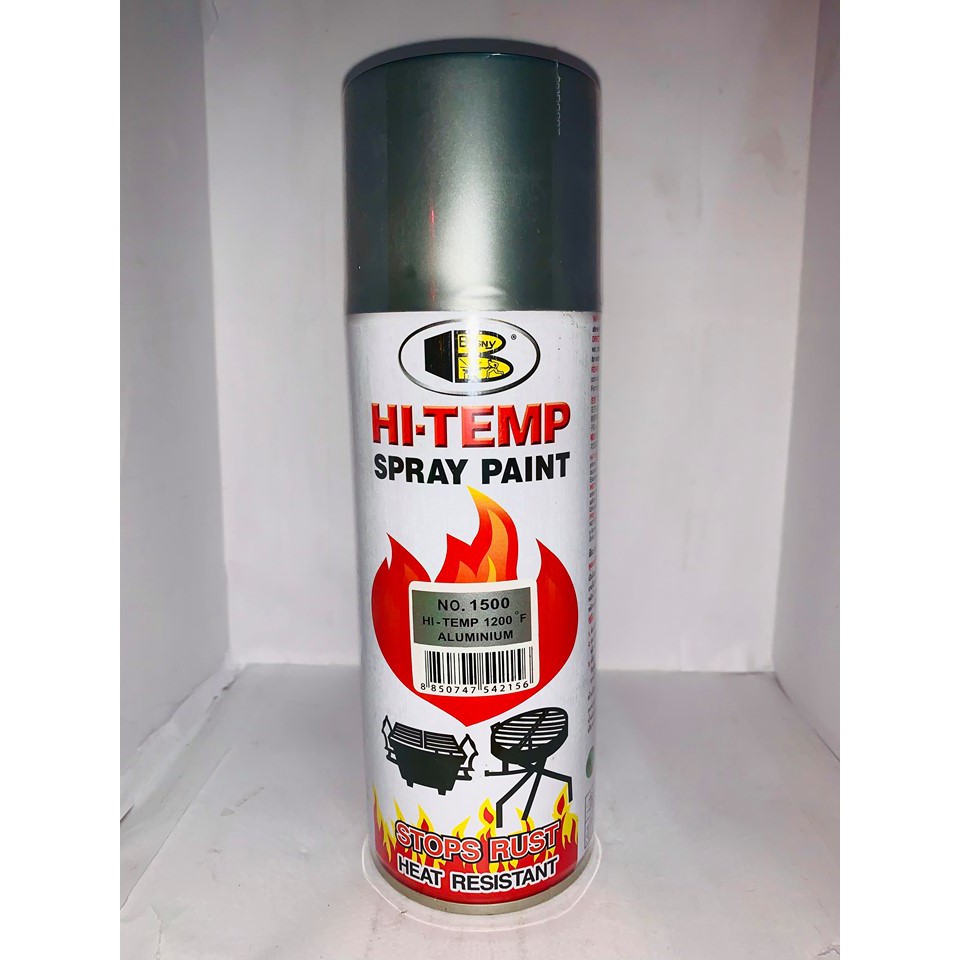 BOSNY
®
HI-TEMP
SPRAY PAINT
NO. 1500
HI-TEMP 1200 °F
ALUMINIUM
8 850747 542156
STOPS RUST
HEAT RESISTANT